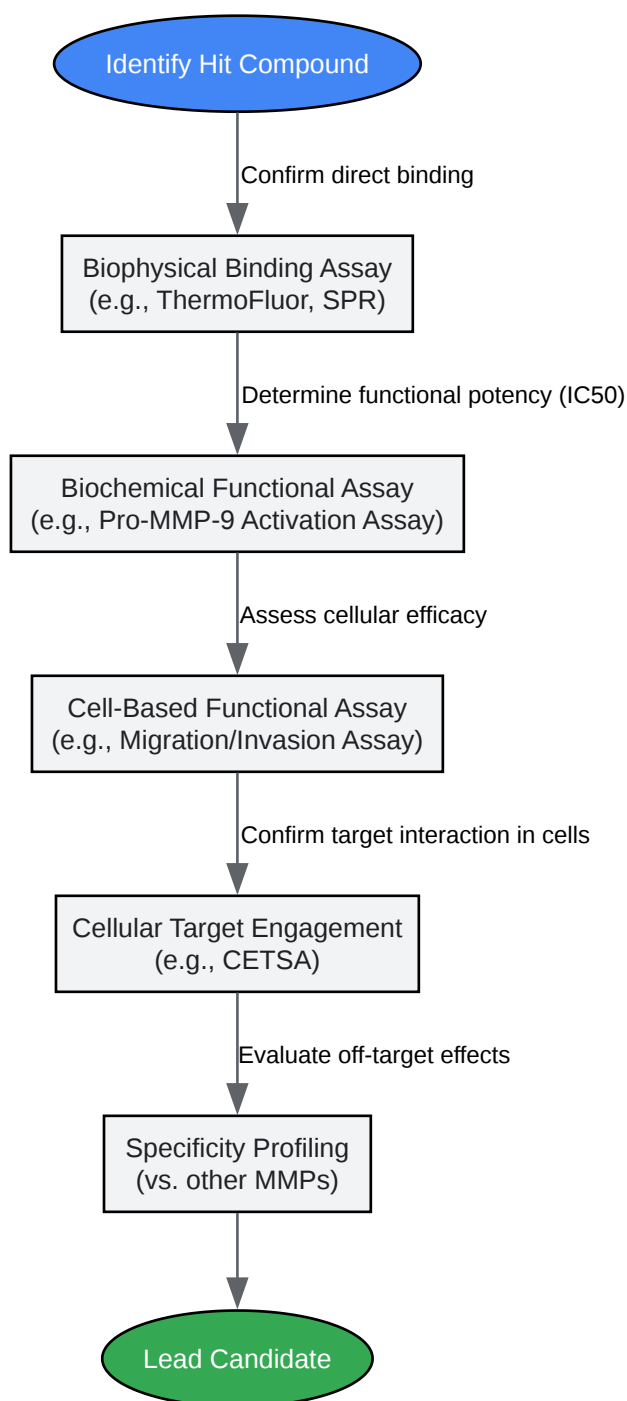 Identify Hit Compound
Confirm direct binding
Biophysical Binding Assay
(e.g., ThermoFluor, SPR)
Determine functional potency (IC50)
Biochemical Functional Assay
(e.g., Pro-MMP-9 Activation Assay)
Assess cellular efficacy
Cell-Based Functional Assay
(e.g., Migration/Invasion Assay)
Confirm target interaction in cells
Cellular Target Engagement
(e.g., CETSA)
Evaluate off-target effects
Specificity Profiling
(vs. other MMPs)
Lead Candidate